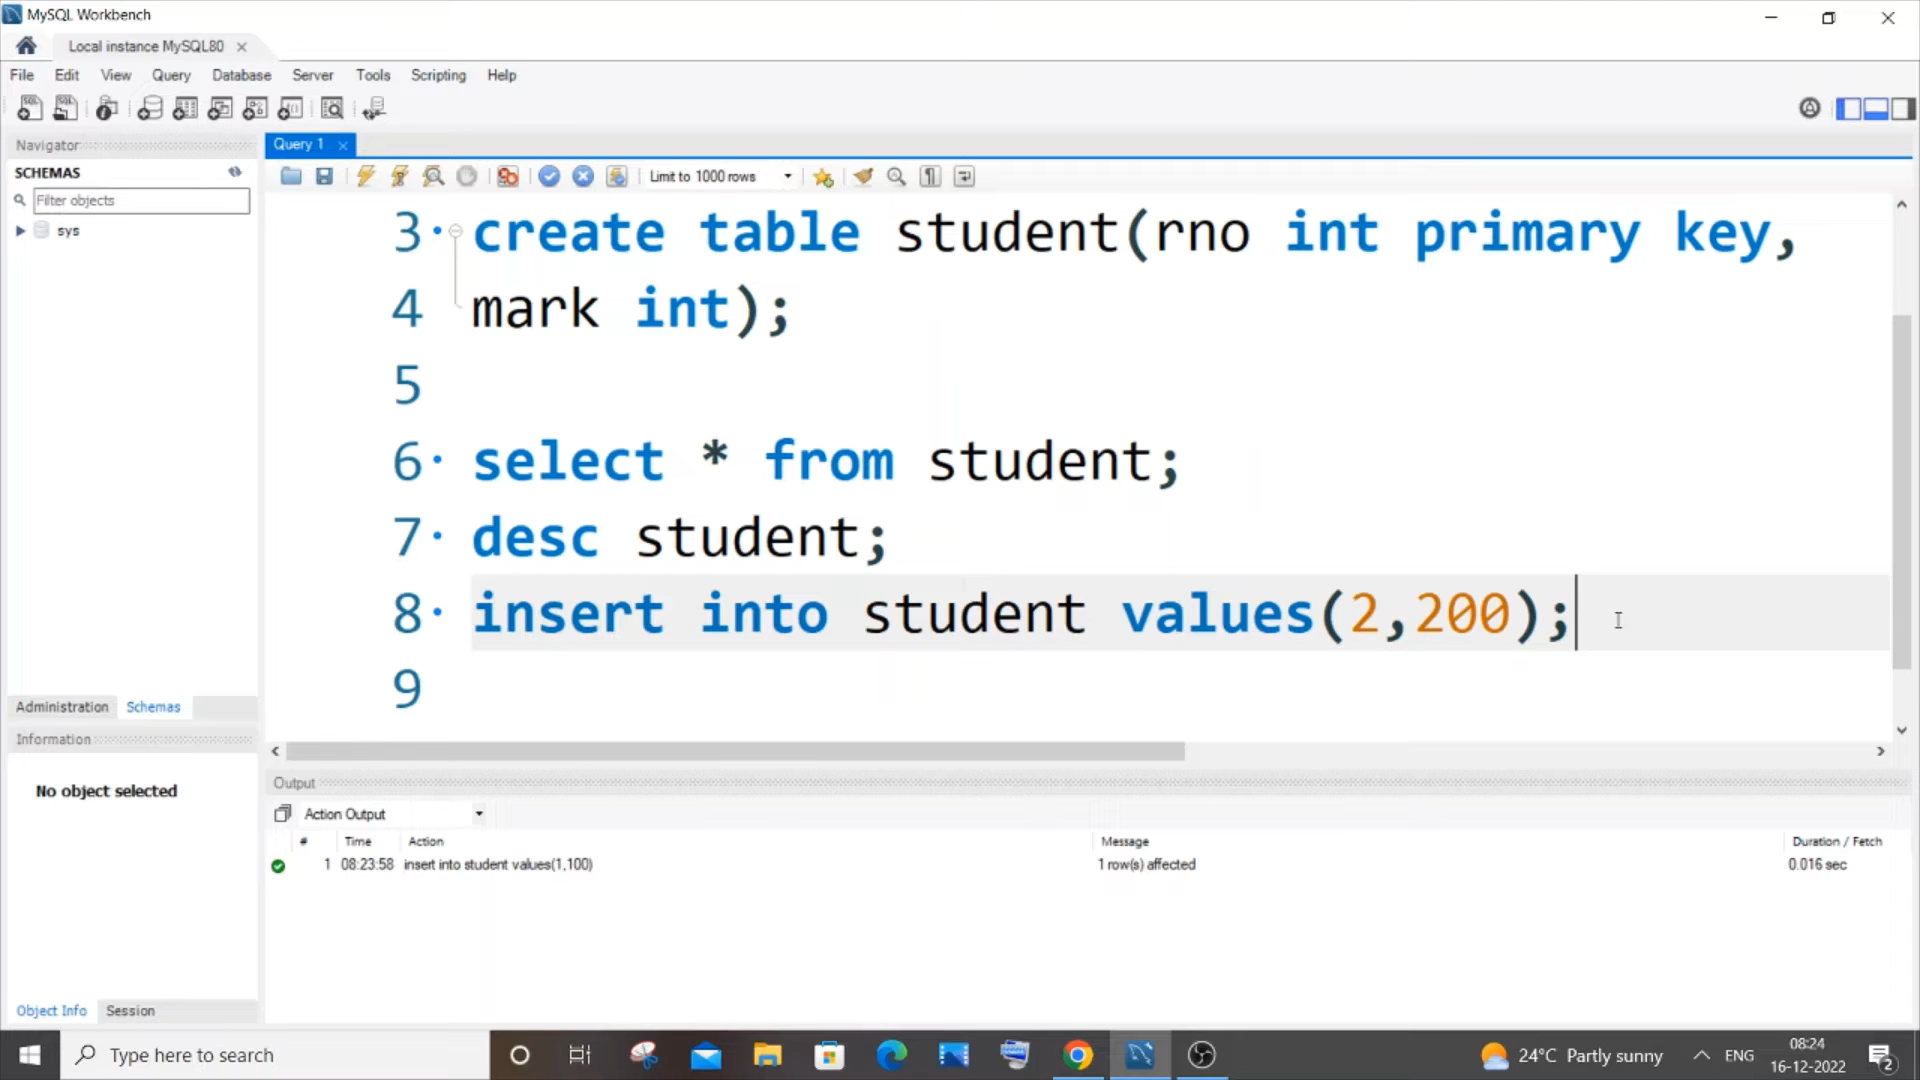 MySQL Workbench
Local instance MySQL80
File Edit View Query Database Server Tools Scripting Help
Navigator
SCHEMAS
Filter objects
sys
Administration Schemas
Information
No object selected
Object Info Session
Query 1
Limit to 1000 rows
3 create table student(rno int primary key,
4 mark int);
5
6 select * from student;
7 desc student;
8 insert into student values(2,200);
9
Output
Action Output
# Time Action Message Duration / Fetch
1 08:23:58 insert into student values(1,100) 1 row(s) affected 0.016 sec
Type here to search
24°C Partly sunny
ENG
08:24
16-12-2022
2